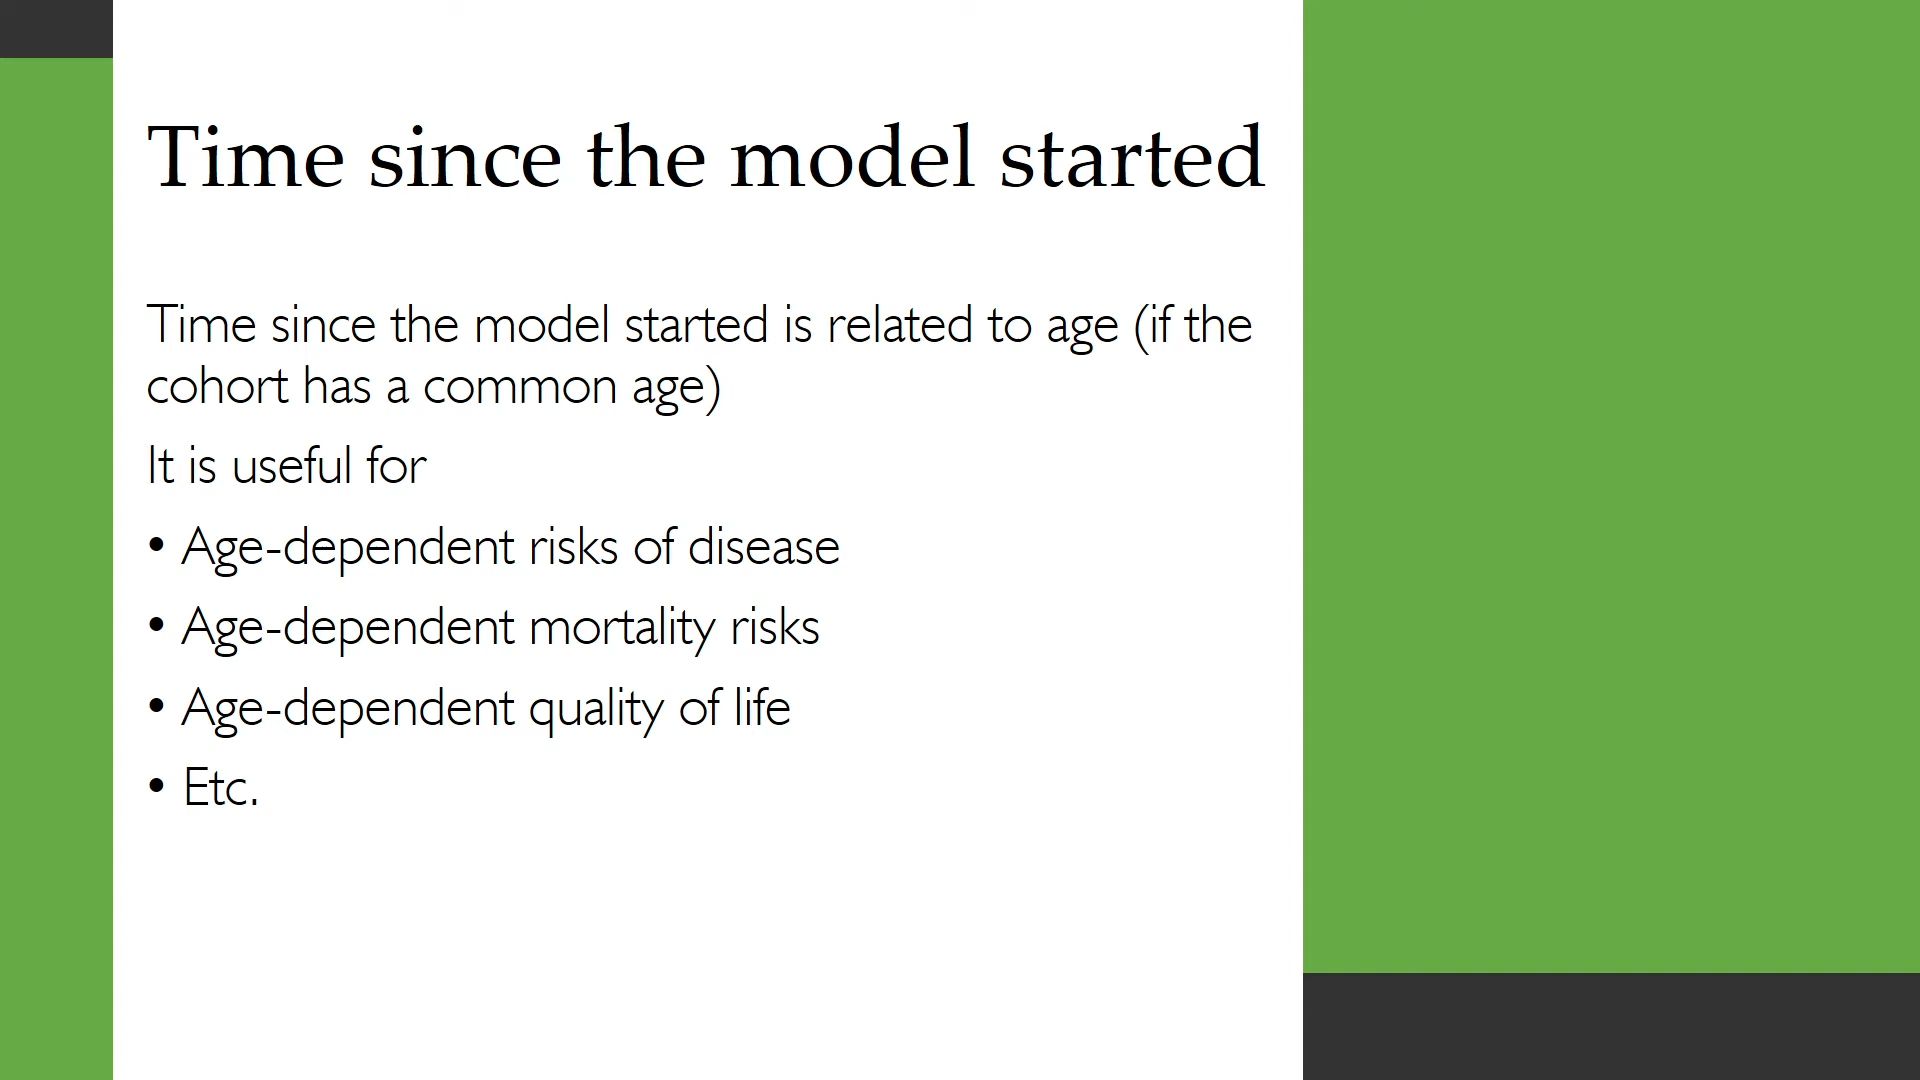 Time since the model started
Time since the model started is related to age (if the
cohort has a common age)
It is useful for
• Age-dependent risks of disease
• Age-dependent mortality risks
• Age-dependent quality of life
• Etc.